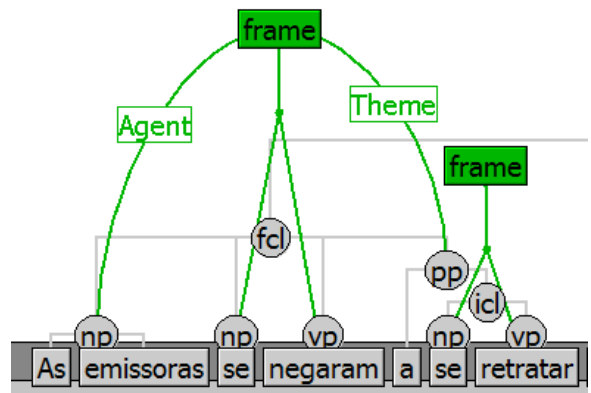 frame
Agent
Theme
frame
fcl
pp
icl
np np vp np vp
As emissoras se negaram a se retratar